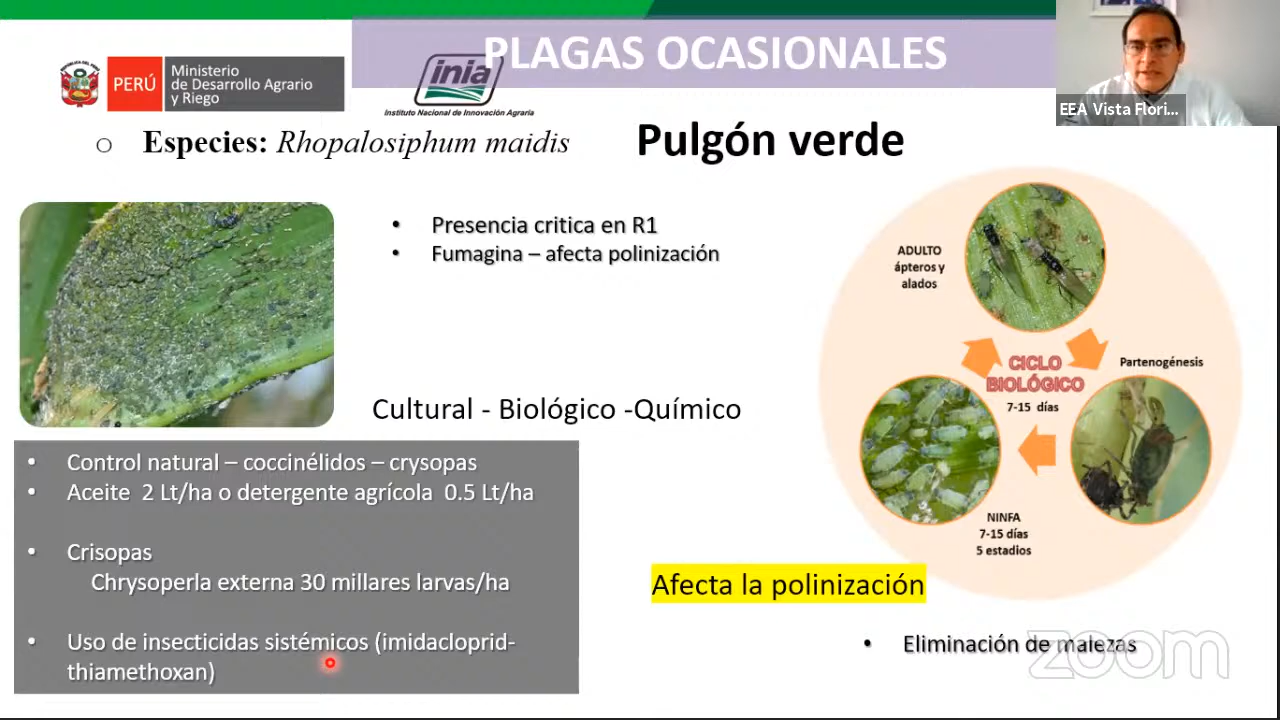 PLAGAS OCASIONALES
PERÚ
Ministerio
de Desarrollo Agrario
y Riego
inia
Instituto Nacional de Innovación Agraria
EEA Vista Flori...
Especies: Rhopalosiphum maidis
Pulgón verde
• Presencia critica en R1
• Fumagina – afecta polinización
ADULTO
ápteros y
alados
CICLO
BIOLÓGICO
7-15 días
Partenogénesis
NINFA
7-15 días
5 estadios
Cultural - Biológico -Químico
• Control natural – coccinélidos – crysopas
• Aceite 2 Lt/ha o detergente agrícola 0.5 Lt/ha
• Crisopas
Chrysoperla externa 30 millares larvas/ha
• Uso de insecticidas sistémicos (imidacloprid-
thiamethoxan)
Afecta la polinización
• Eliminación de malezas
zoom